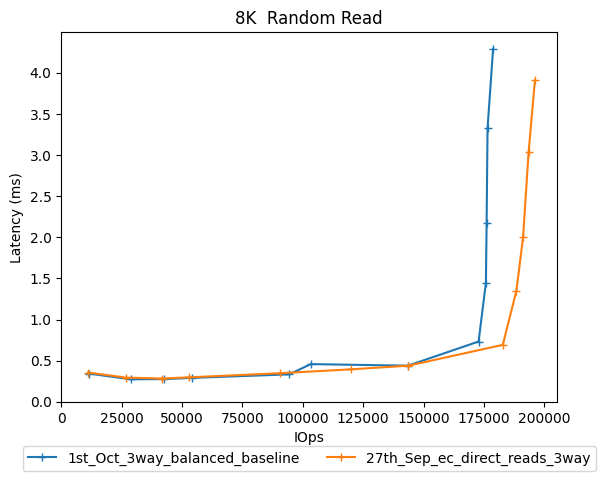 8K  Random Read
Latency (ms)
4.0
3.5
3.0
2.5
2.0
1.5
1.0
0.5
0.0
0 25000 50000 75000 100000 125000 150000 175000 200000
IOps
1st_Oct_3way_balanced_baseline 27th_Sep_ec_direct_reads_3way